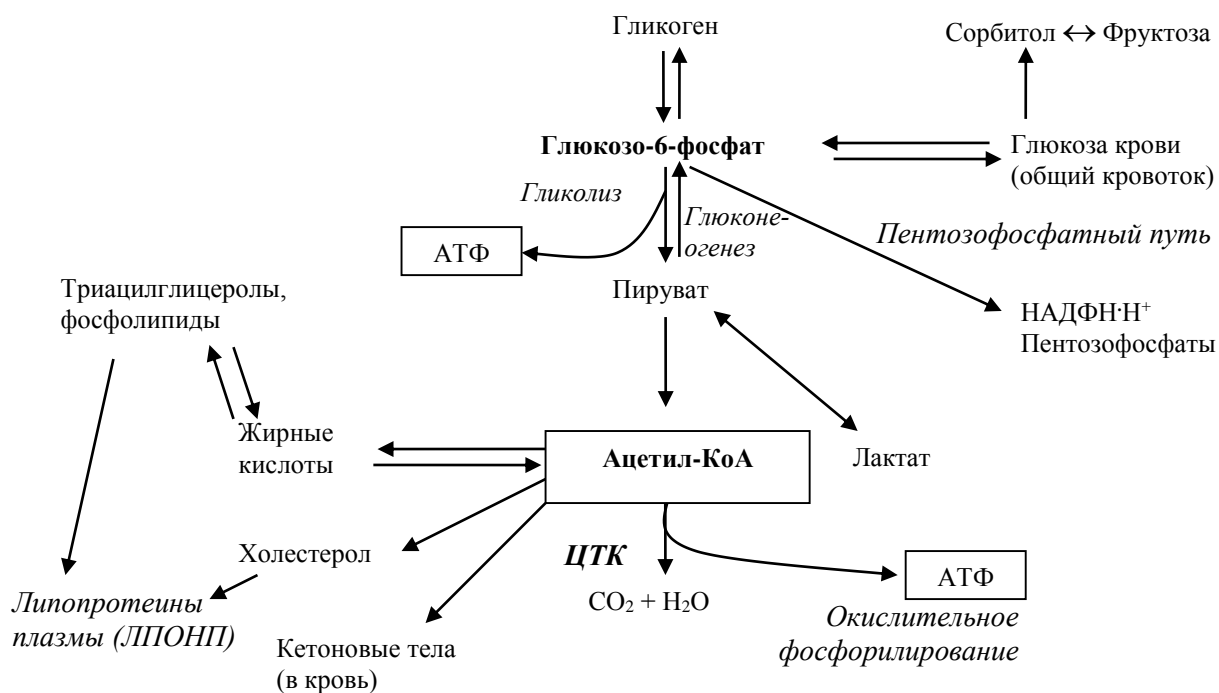 Гликоген
Сорбитол ↔ Фруктоза
Глюкозо-6-фосфат
Глюкоза крови
(общий кровоток)
Гликолиз
Глюконе-
огенез
Пентозофосфатный путь
АТФ
Пируват
Триацилглицеролы,
фосфолипиды
НАДФН·Н⁺
Пентозофосфаты
Жирные
кислоты
Ацетил-КоА
Лактат
Холестерол
ЦТК
АТФ
CO₂ + H₂O
Липопротеины
плазмы (ЛПОНП)
Окислительное
фосфорилирование
Кетоновые тела
(в кровь)